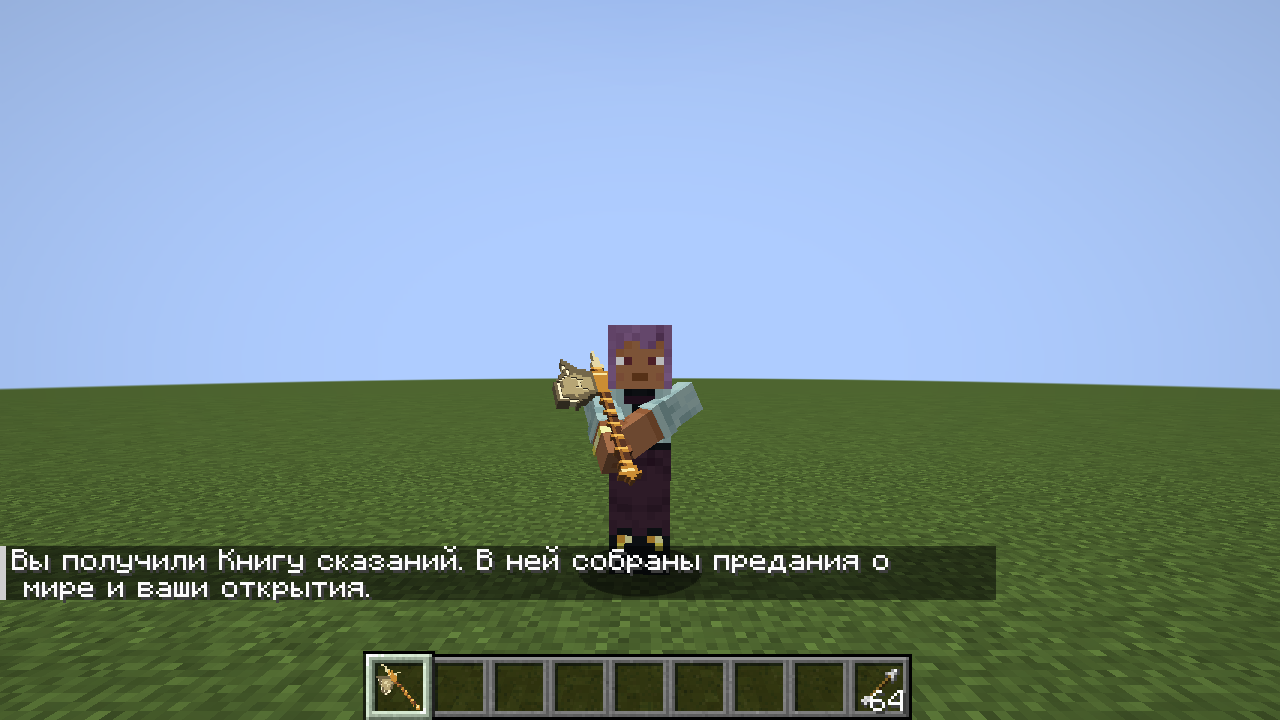 Вы получили Книгу сказаний. В ней собраны предания о
мире и ваши открытия.
64